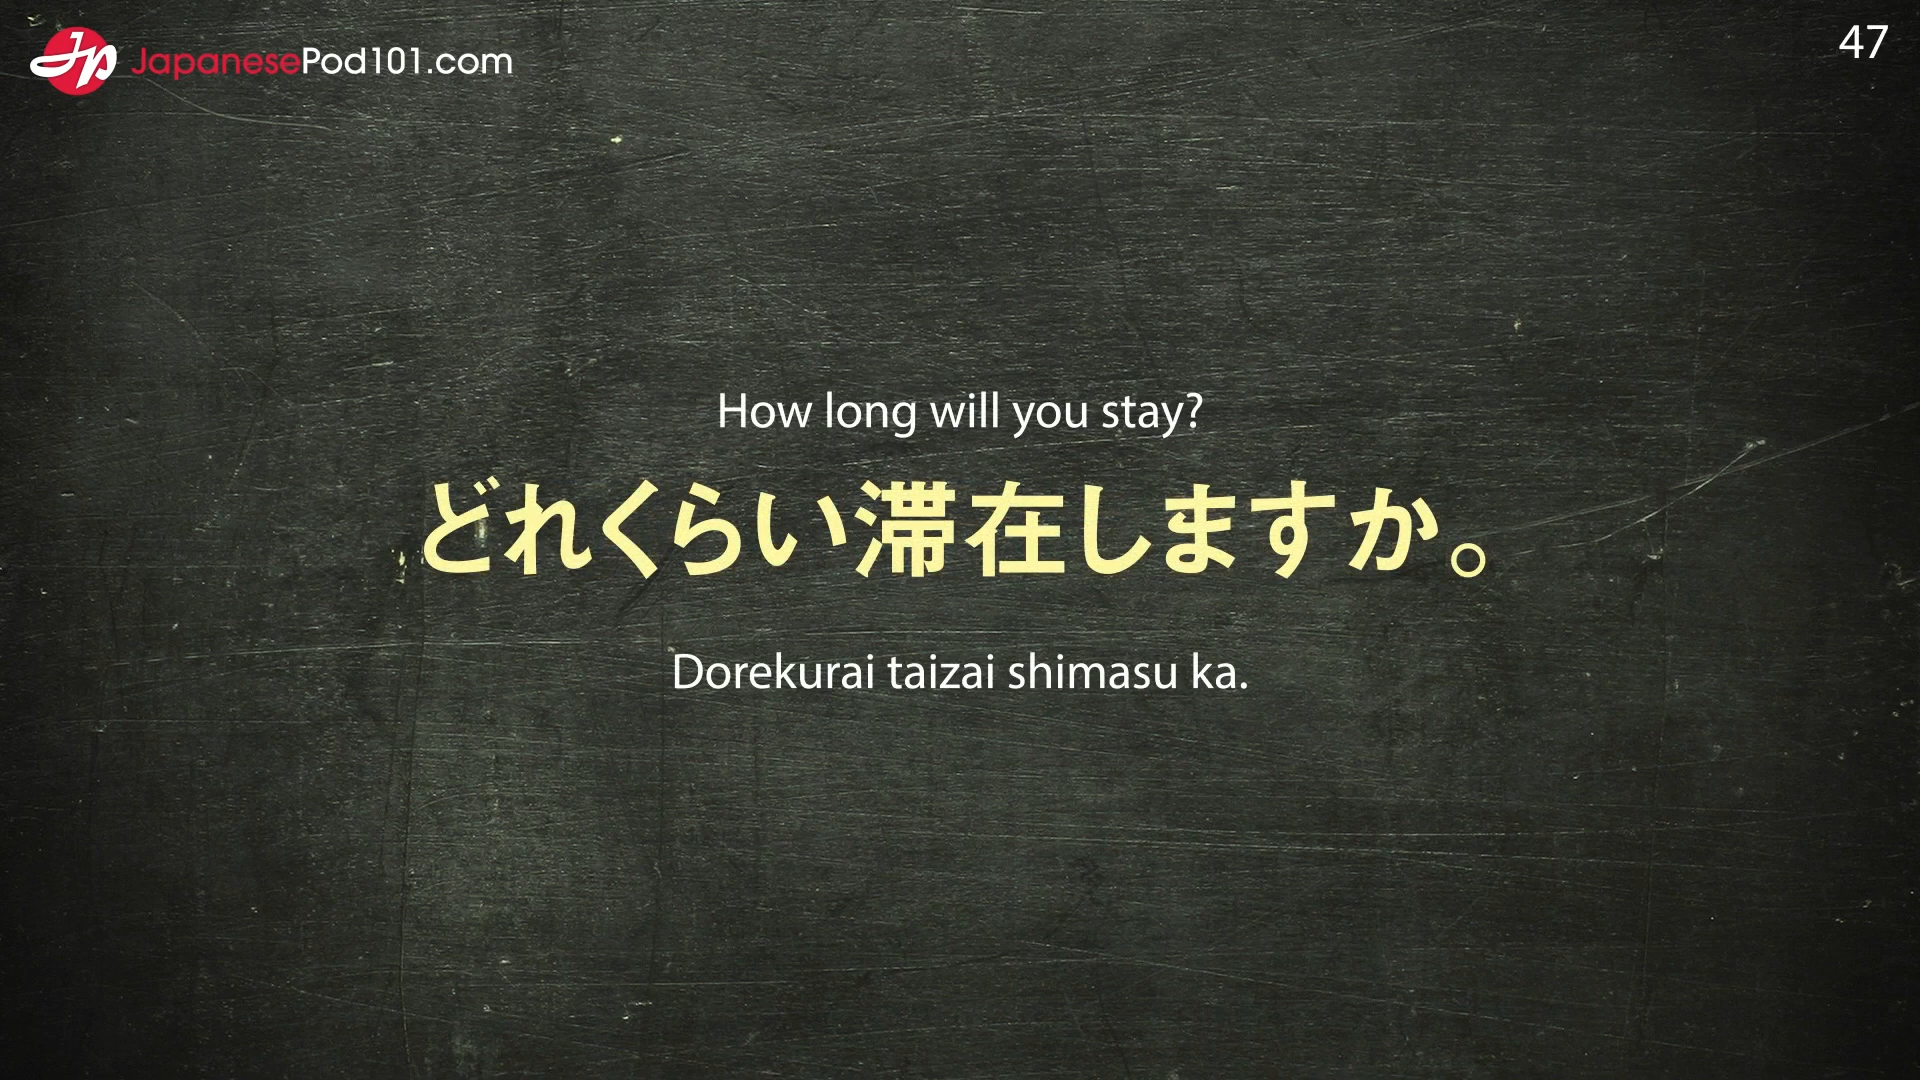 JapanesePod101.com
47
How long will you stay?
どれくらい滞在しますか。
Dorekurai taizai shimasu ka.